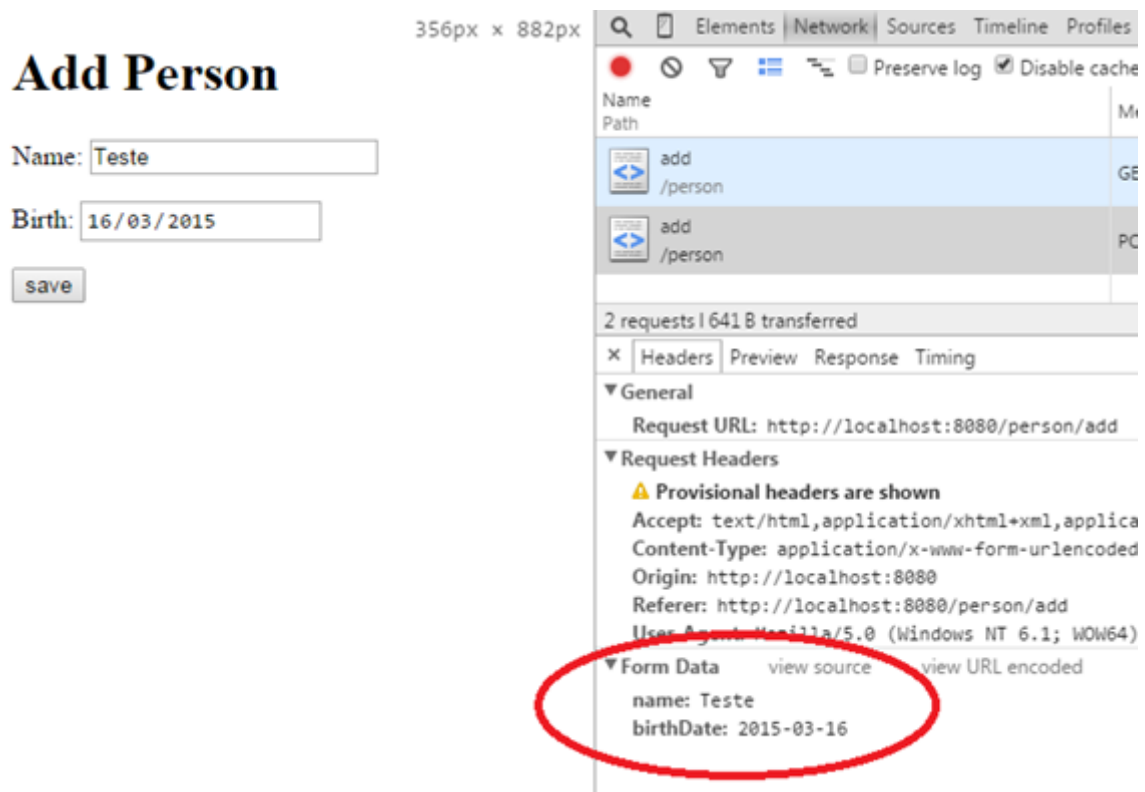 356px × 882px
Add Person
Name: Teste
Birth: 16/03/2015
save
Elements Network Sources Timeline Profiles
Preserve log Disable cache
Name
Path
add
/person
add
/person
2 requests | 641 B transferred
× Headers Preview Response Timing
▼General
Request URL: http://localhost:8080/person/add
▼Request Headers
Provisional headers are shown
Accept: text/html,application/xhtml+xml,applica
Content-Type: application/x-www-form-urlencoded
Origin: http://localhost:8080
Referer: http://localhost:8080/person/add
User-Agent: Mozilla/5.0 (Windows NT 6.1; WOW64)
▼Form Data view source view URL encoded
name: Teste
birthDate: 2015-03-16